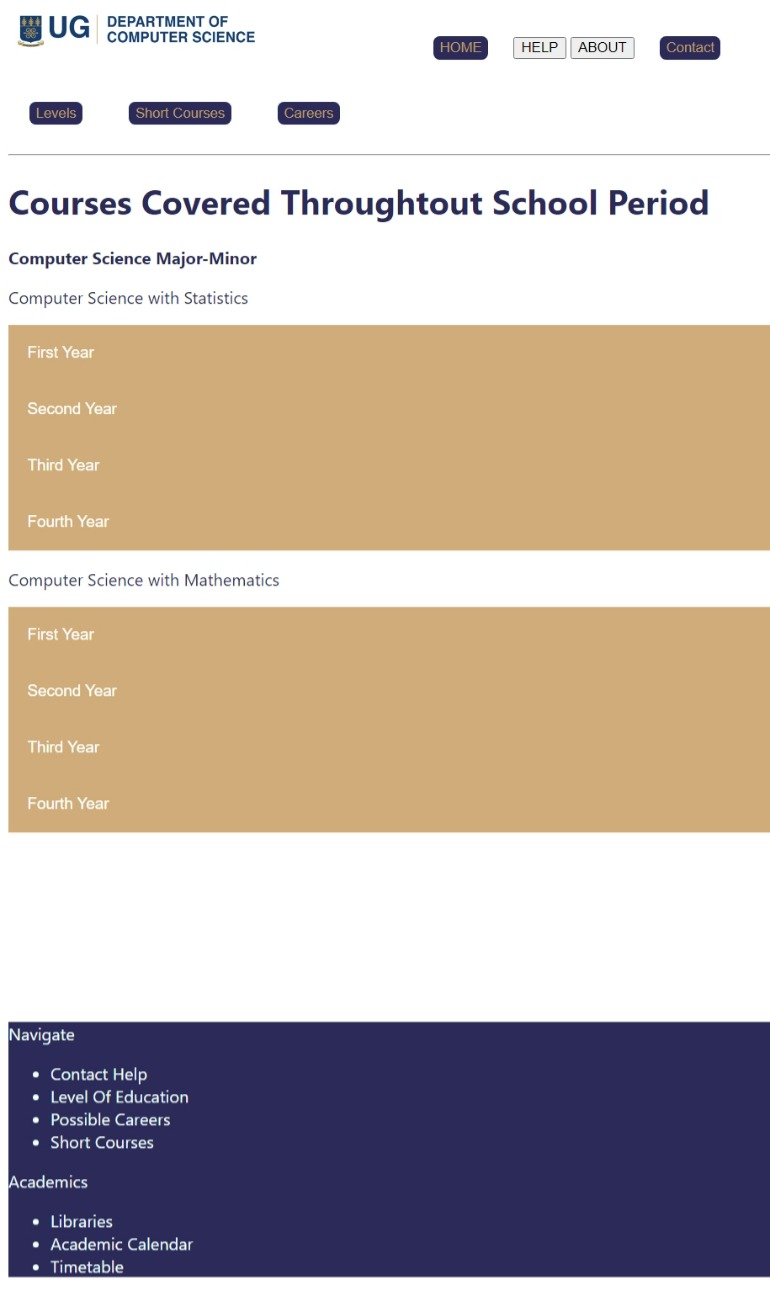 UG DEPARTMENT OF
COMPUTER SCIENCE
HOME HELP ABOUT Contact
Levels Short Courses Careers
Courses Covered Throughtout School Period
Computer Science Major-Minor
Computer Science with Statistics
First Year
Second Year
Third Year
Fourth Year
Computer Science with Mathematics
First Year
Second Year
Third Year
Fourth Year
Navigate
Contact Help
Level Of Education
Possible Careers
Short Courses
Academics
Libraries
Academic Calendar
Timetable